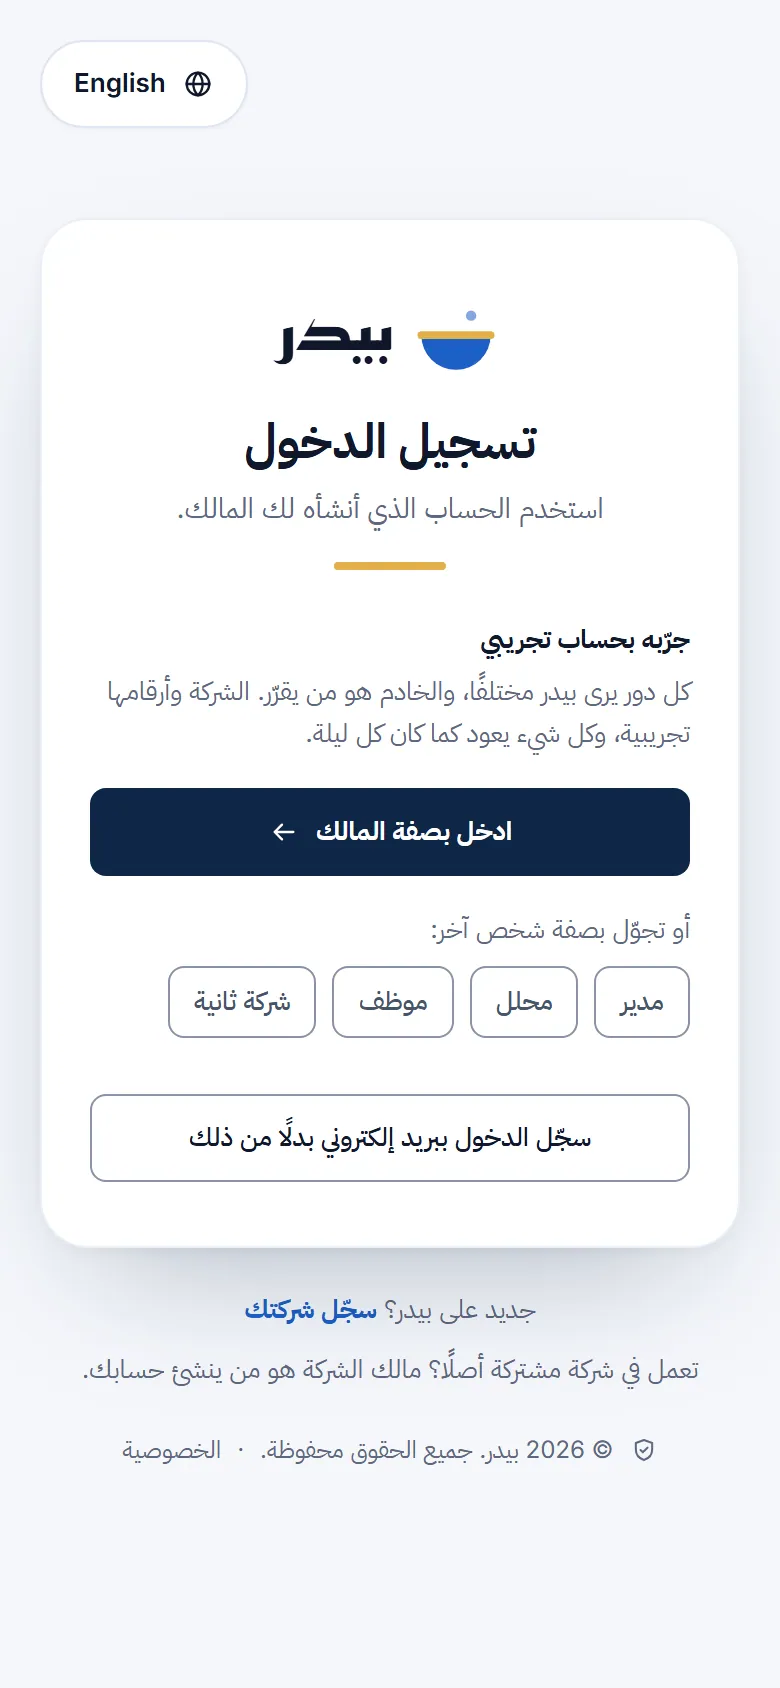 English
بيدر
تسجيل الدخول
استخدم الحساب الذي أنشأه لك المالك.
جرّبه بحساب تجريبي
كل دور يرى بيدر مختلفًا، والخادم هو من يقرّر. الشركة وأرقامها
تجريبية، وكل شيء يعود كما كان كل ليلة.
ادخل بصفة المالك ←
أو تجوّل بصفة شخص آخر:
مدير
محلل
موظف
شركة ثانية
سجّل الدخول ببريد إلكتروني بدلًا من ذلك
جديد على بيدر؟ سجّل شركتك
تعمل في شركة مشتركة أصلًا؟ مالك الشركة هو من ينشئ حسابك.
© 2026 بيدر. جميع الحقوق محفوظة. · الخصوصية